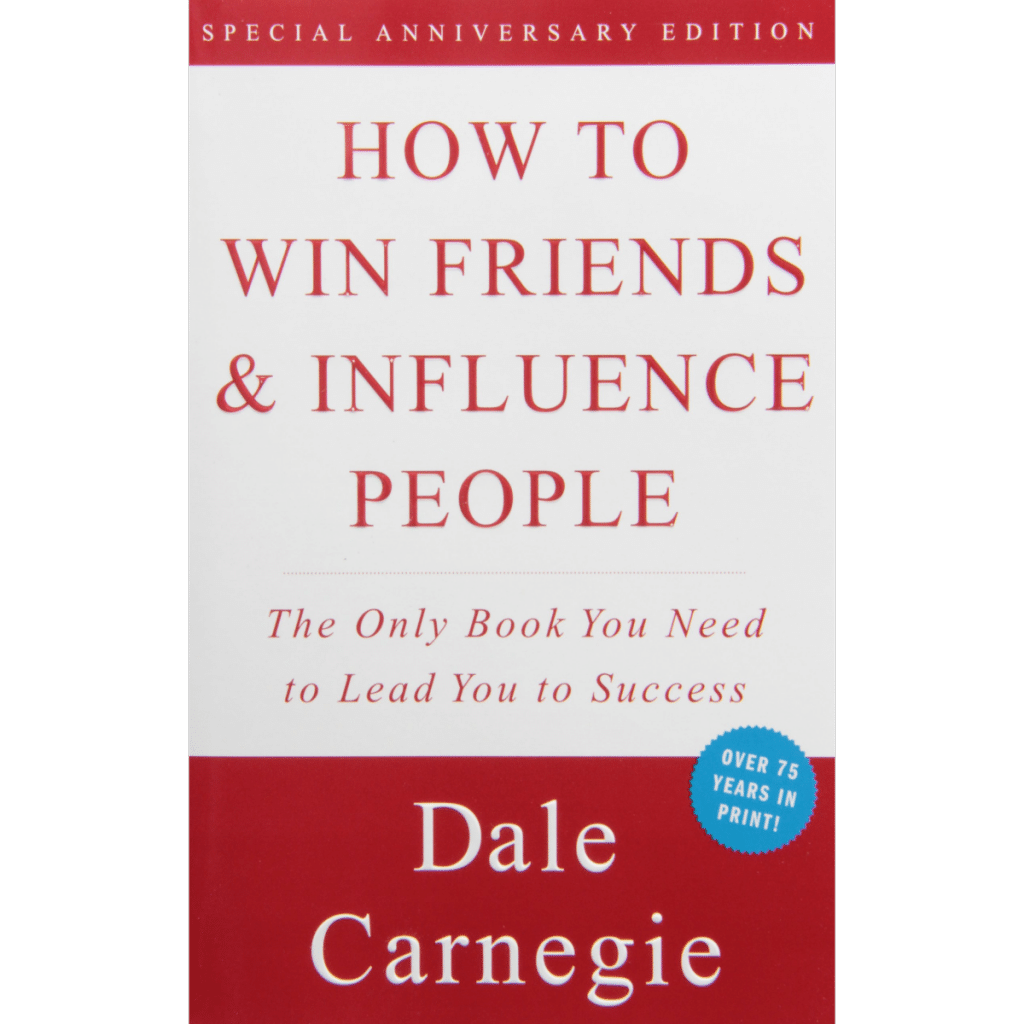 SPECIAL ANNIVERSARY EDITION
HOW TO
WIN FRIENDS
& INFLUENCE
PEOPLE
The Only Book You Need
to Lead You to Success
OVER 75
YEARS IN
PRINT!
Dale
Carnegie